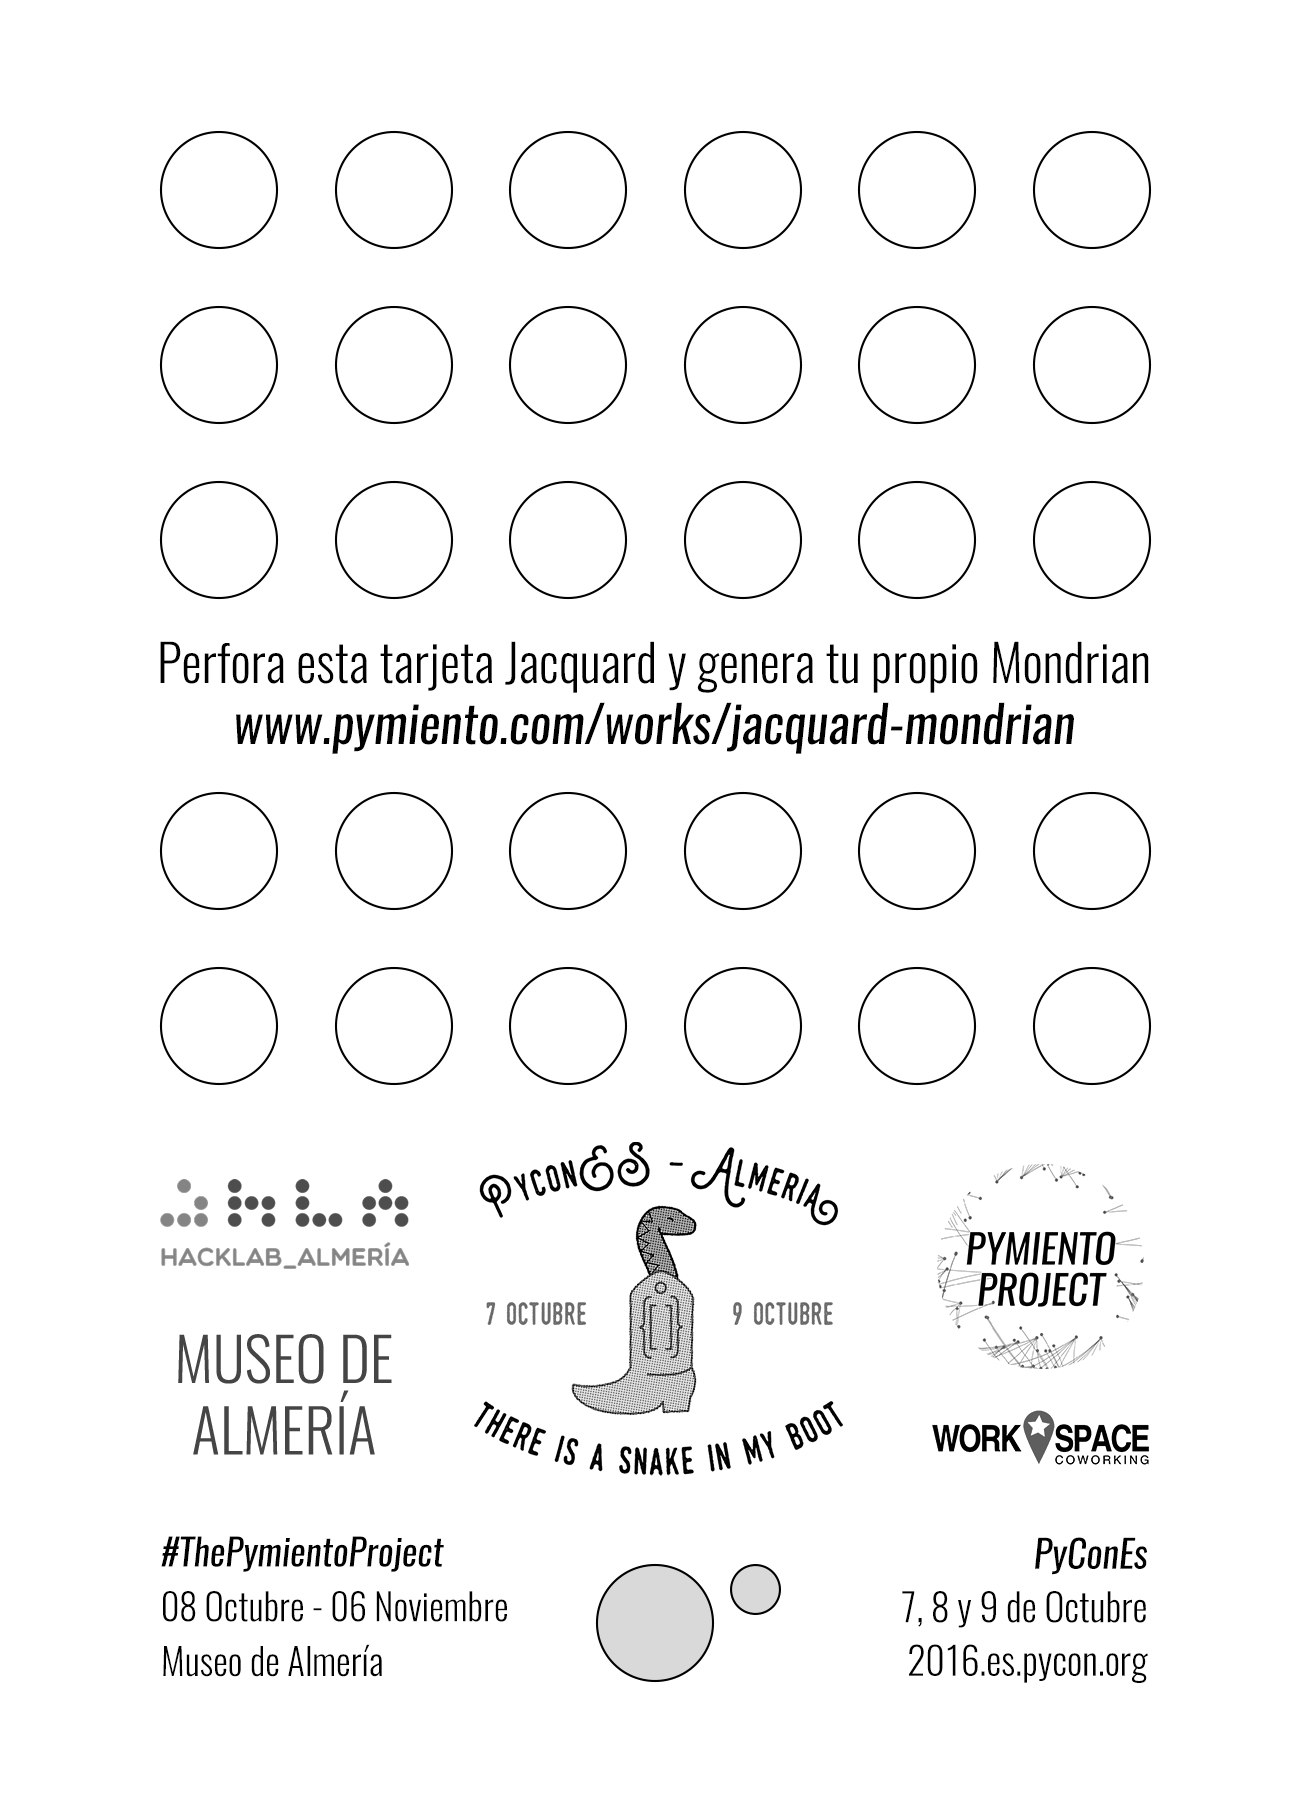 Perfora esta tarjeta Jacquard y genera tu propio Mondrian
www.pymiento.com/works/jacquard-mondrian
HLA
HACKLAB_ALMERÍA
MUSEO DE
ALMERÍA
PYCONES - ALMERIA
7 OCTUBRE
9 OCTUBRE
THERE IS A SNAKE IN MY BOOT
PYMIENTO
PROJECT
WORK SPACE
COWORKING
#ThePymientoProject
08 Octubre - 06 Noviembre
Museo de Almería
PyConEs
7, 8 y 9 de Octubre
2016.es.pycon.org